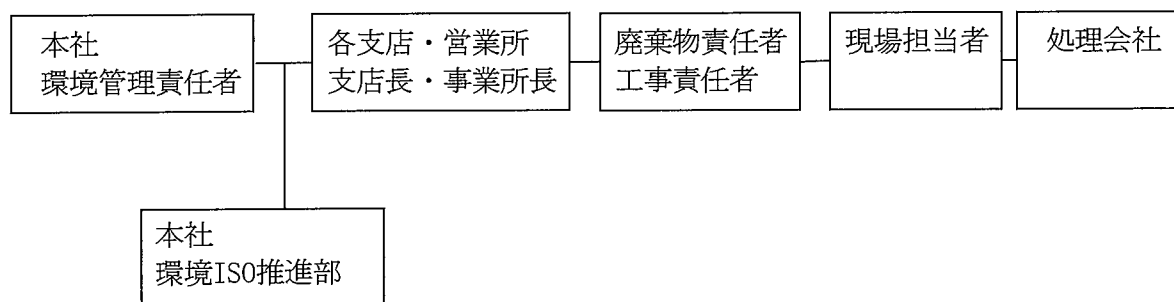 本社
環境管理責任者
各支店・営業所
支店長・事業所長
廃棄物責任者
工事責任者
現場担当者
処理会社
本社
環境ISO推進部